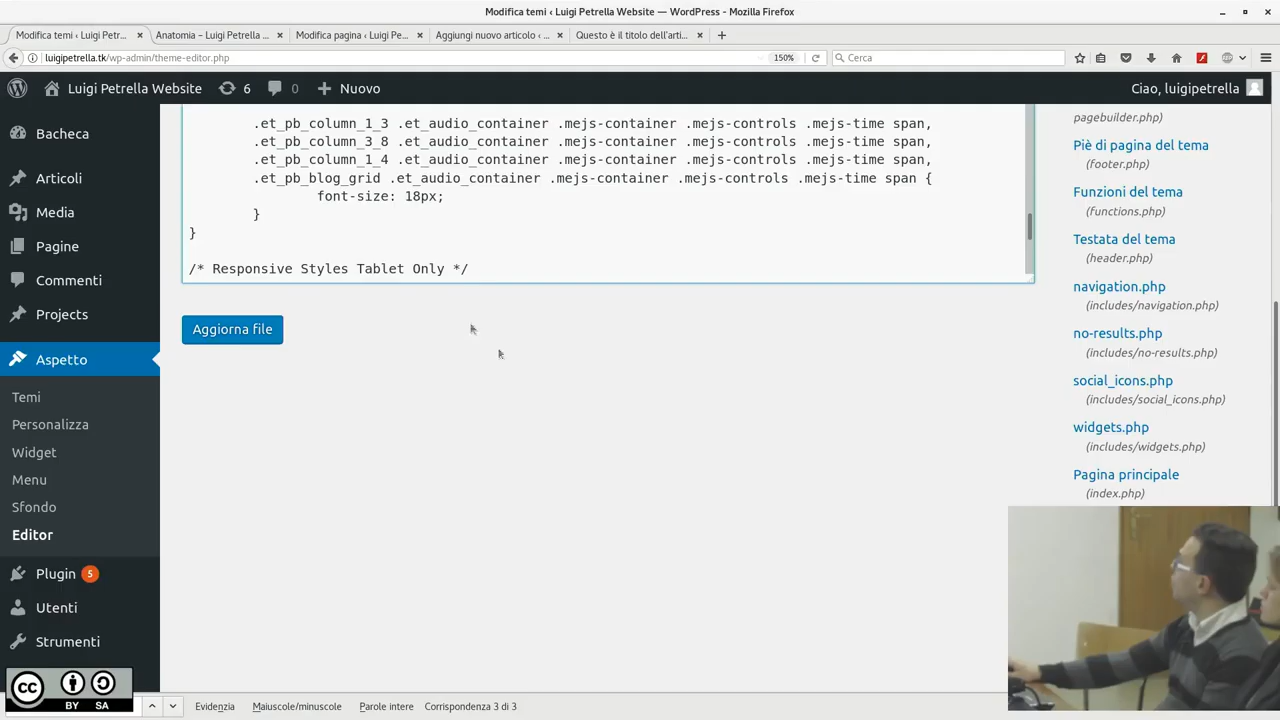 Modifica temi ‹ Luigi Petrella Website — WordPress - Mozilla Firefox
Modifica temi ‹ Luigi Petr...
Anatomia – Luigi Petrella ...
Modifica pagina ‹ Luigi Pe...
Aggiungi nuovo articolo ‹ ...
Questo è il titolo dell'arti...
luigipetrella.tk/wp-admin/theme-editor.php
150%
Cerca
Luigi Petrella Website
6
0
Nuovo
Ciao, luigipetrella
Bacheca
Articoli
Media
Pagine
Commenti
Projects
Aspetto
Temi
Personalizza
Widget
Menu
Sfondo
Editor
Plugin 5
Utenti
Strumenti
.et_pb_column_1_3 .et_audio_container .mejs-container .mejs-controls .mejs-time span,
.et_pb_column_3_8 .et_audio_container .mejs-container .mejs-controls .mejs-time span,
.et_pb_column_1_4 .et_audio_container .mejs-container .mejs-controls .mejs-time span,
.et_pb_blog_grid .et_audio_container .mejs-container .mejs-controls .mejs-time span {
font-size: 18px;
}
}
/* Responsive Styles Tablet Only */
Aggiorna file
pagebuilder.php)
Piè di pagina del tema
(footer.php)
Funzioni del tema
(functions.php)
Testata del tema
(header.php)
navigation.php
(includes/navigation.php)
no-results.php
(includes/no-results.php)
social_icons.php
(includes/social_icons.php)
widgets.php
(includes/widgets.php)
Pagina principale
(index.php)
cc
BY SA
Evidenzia
Maiuscole/minuscole
Parole intere
Corrispondenza 3 di 3